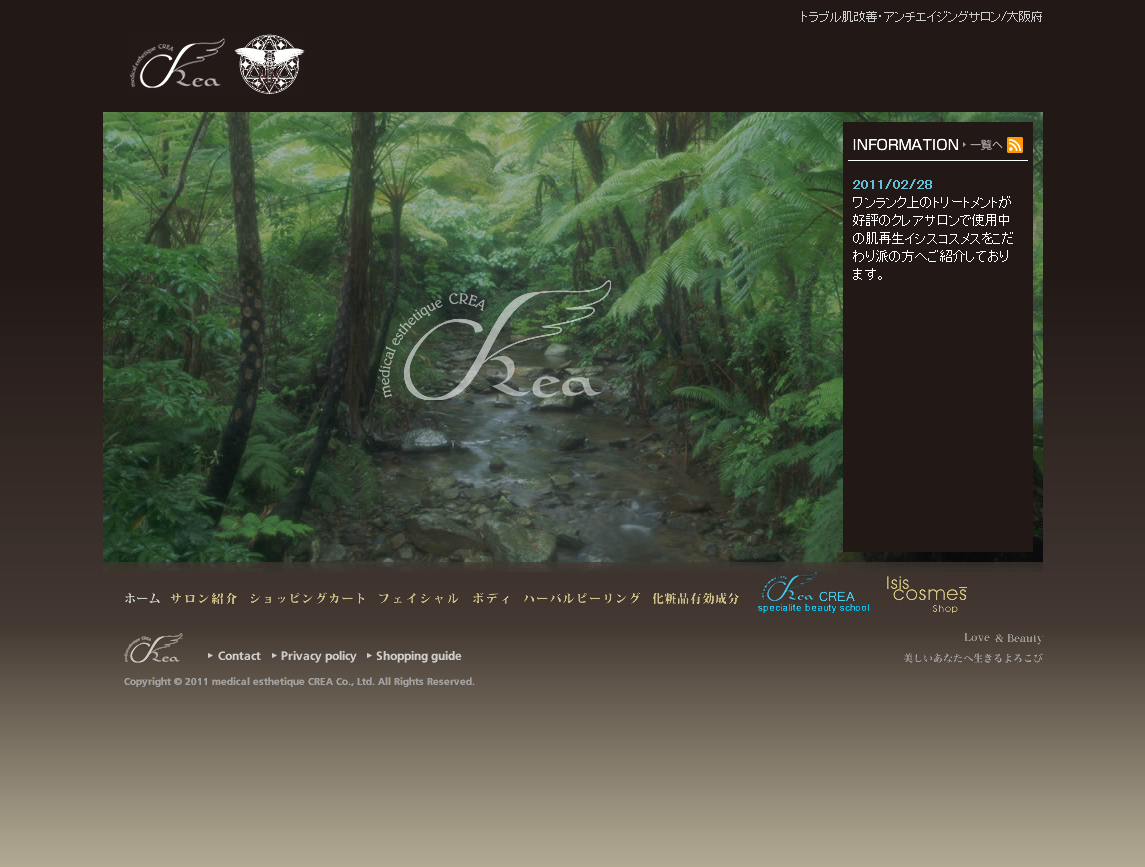 トラブル肌改善・アンチエイジングサロン/大阪府
medical esthetique CREA
Crea
INFORMATION 一覧へ
2011/02/28
ワンランク上のトリートメントが
好評のクレアサロンで使用中
の肌再生イシスコスメスをこだ
わり派の方へご紹介しており
ます。
medical esthetique CREA
Crea
ホーム サロン紹介 ショッピングカート フェイシャル ボディ ハーバルピーリング 化粧品有効成分
Crea CREA
specialite beauty school
Isis
cosmes
Shop
Crea
Contact Privacy policy Shopping guide
Love & Beauty
美しいあなたへ生きるよろこび
Copyright © 2011 medical esthetique CREA Co., Ltd. All Rights Reserved.